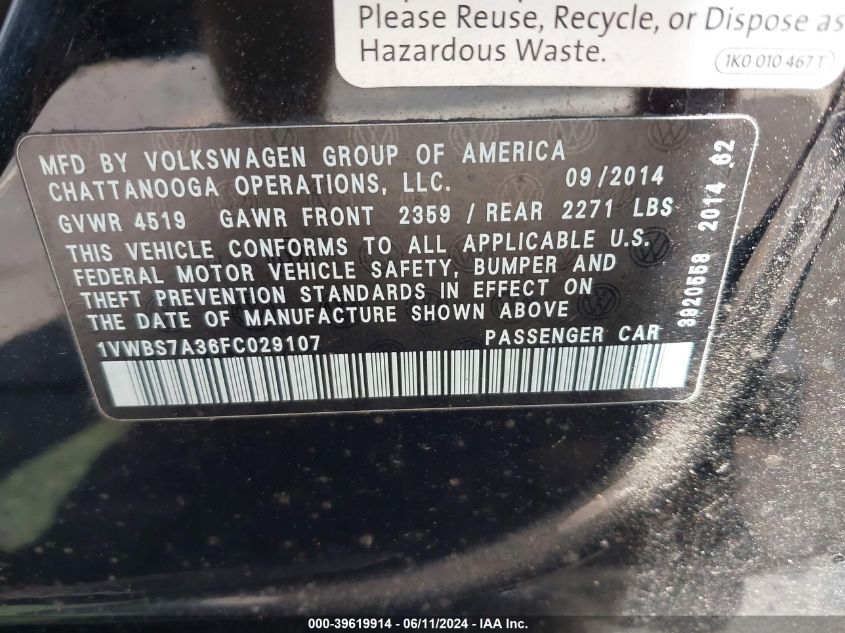 Please Reuse, Recycle, or Dispose as
Hazardous Waste.
1K0 010 467 T
MFD BY VOLKSWAGEN GROUP OF AMERICA
CHATTANOOGA OPERATIONS, LLC. 09/2014
GVWR 4519 GAWR FRONT 2359 / REAR 2271 LBS
THIS VEHICLE CONFORMS TO ALL APPLICABLE U.S.
FEDERAL MOTOR VEHICLE SAFETY, BUMPER AND
THEFT PREVENTION STANDARDS IN EFFECT ON
THE DATE OF MANUFACTURE SHOWN ABOVE
1VWBS7A36FC029107 PASSENGER CAR
3920558 2014 62
000-39619914 - 06/11/2024 - IAA Inc.